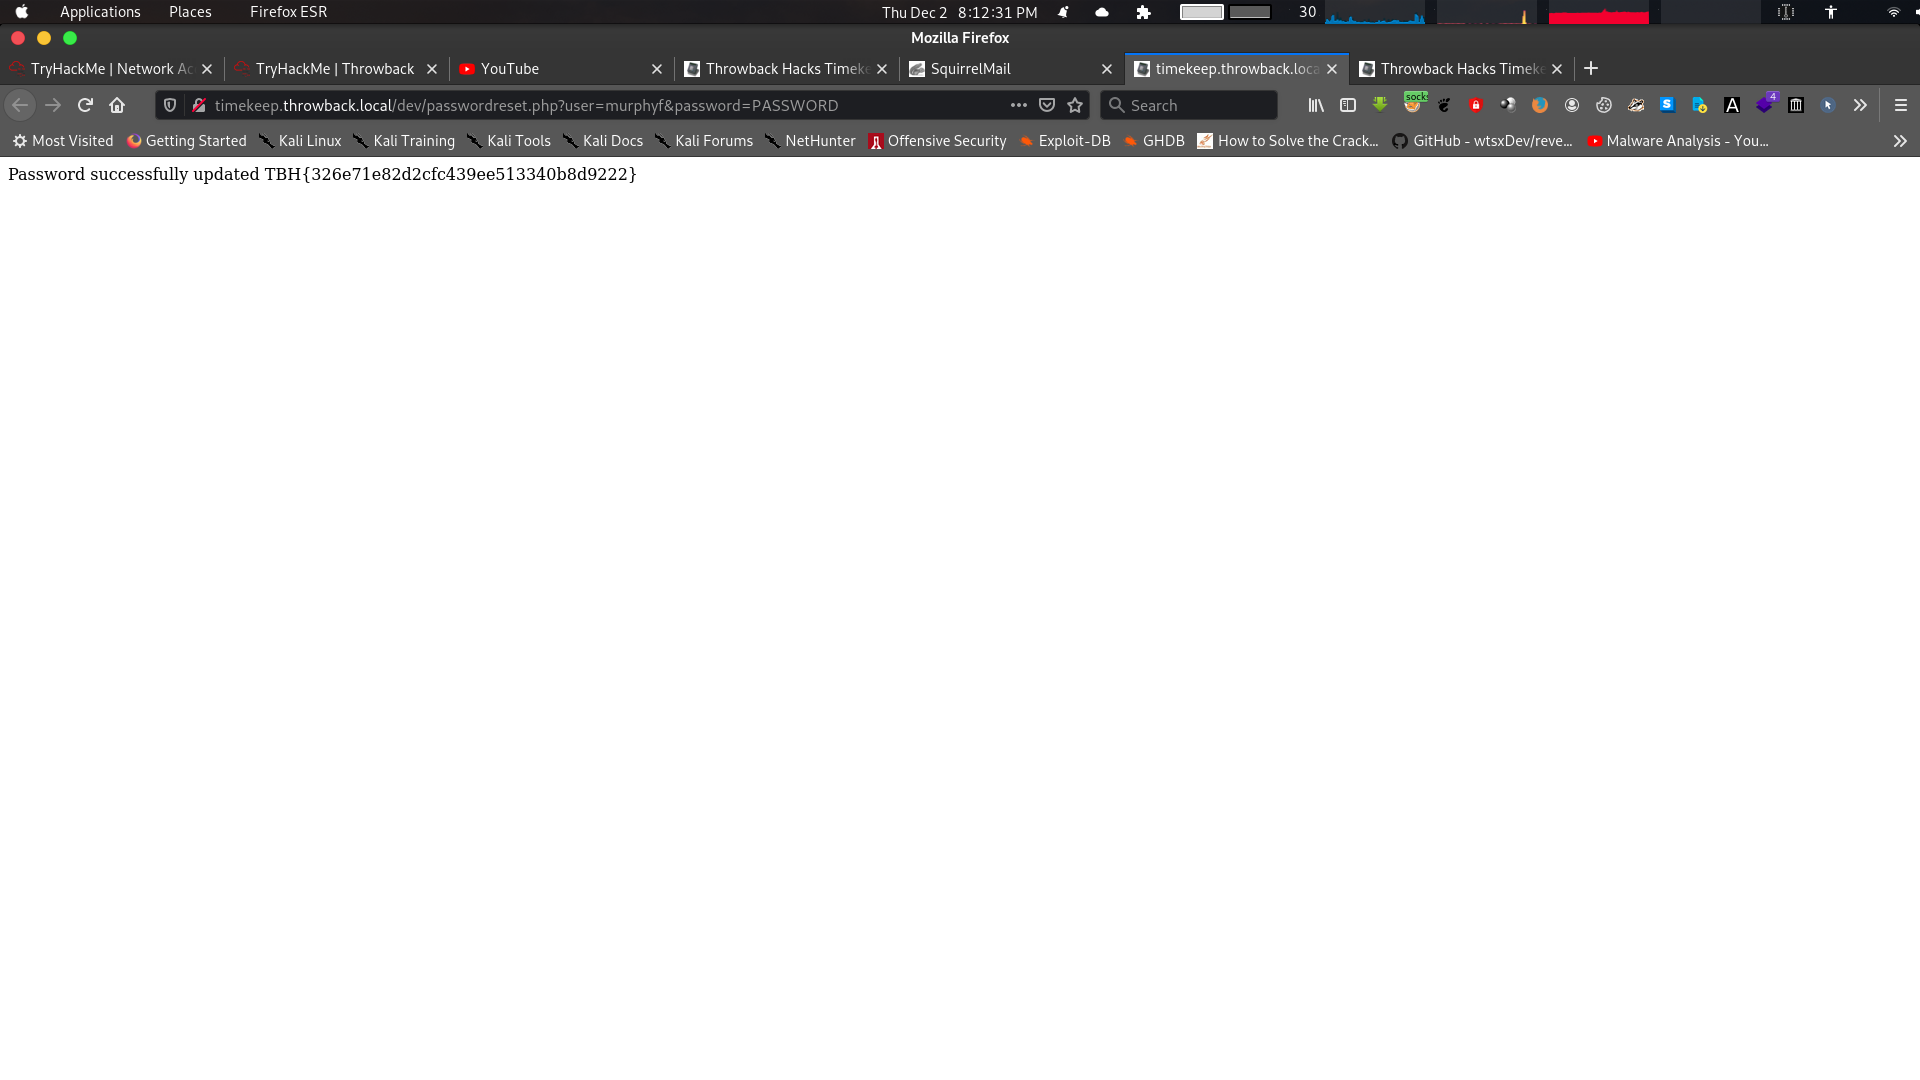 Applications Places Firefox ESR Thu Dec 2 8:12:31 PM 30
Mozilla Firefox
TryHackMe | Network Ac TryHackMe | Throwback YouTube Throwback Hacks Timeke SquirrelMail timekeep.throwback.loca Throwback Hacks Timeke
timekeep.throwback.local/dev/passwordreset.php?user=murphyf&password=PASSWORD Search socks S A 4
Most Visited Getting Started Kali Linux Kali Training Kali Tools Kali Docs Kali Forums NetHunter Offensive Security Exploit-DB GHDB How to Solve the Crack... GitHub - wtsxDev/reve... Malware Analysis - You...
Password successfully updated TBH{326e71e82d2cfc439ee513340b8d9222}